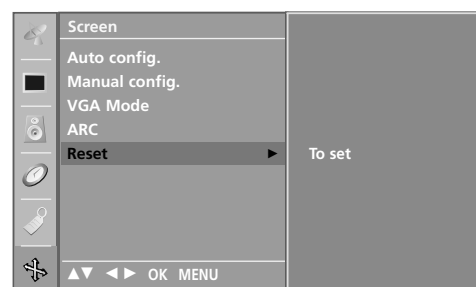 Screen
Auto config.
Manual config.
VGA Mode
ARC
Reset ► To set
▲▼ ◄► OK MENU